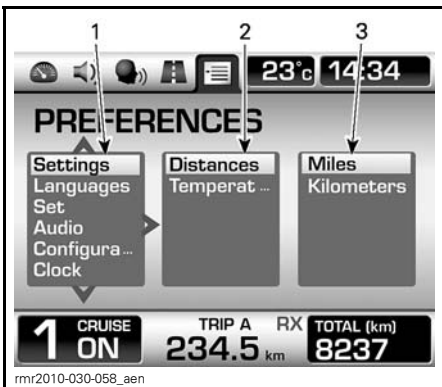 1 2 3
23°c 14:34
PREFERENCES
Settings Distances Miles
Languages Temperat ... Kilometers
Set
Audio
Configura ...
Clock
1 CRUISE ON TRIP A 234.5 km RX TOTAL (km) 8237
rmr2010-030-058_aen